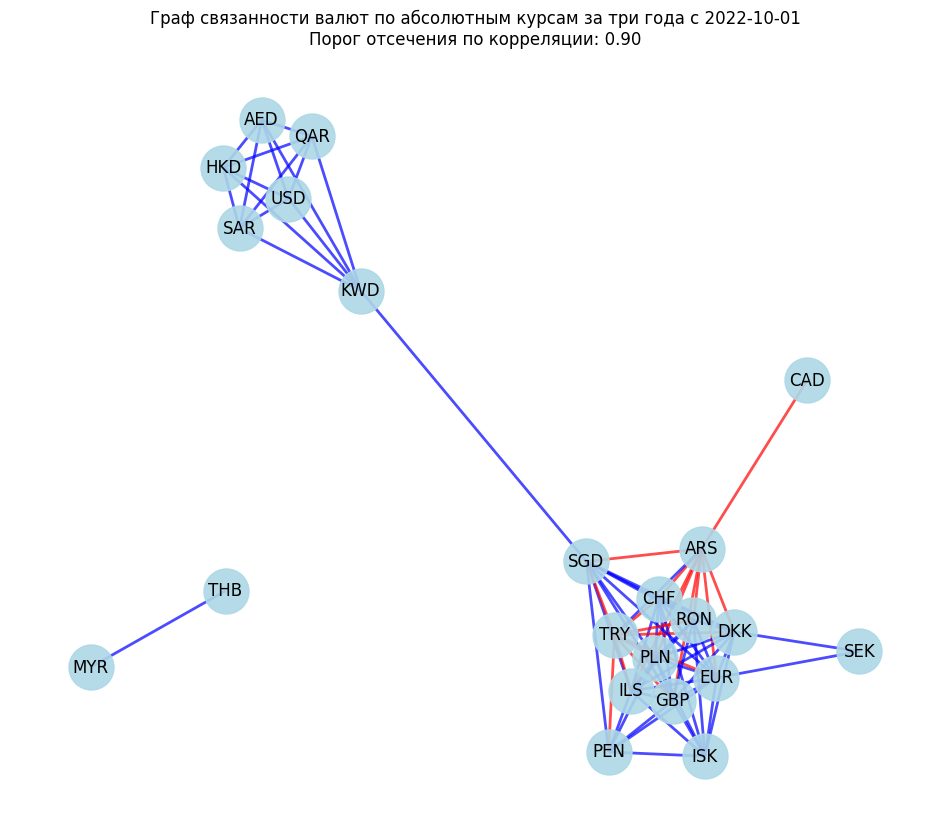 Граф связанности валют по абсолютным курсам за три года с 2022-10-01
Порог отсечения по корреляции: 0.90
AED
QAR
HKD
USD
SAR
KWD
CAD
ARS
SGD
THB
CHF
RON
DKK
TRY
SEK
PLN
MYR
EUR
ILS
GBP
PEN
ISK